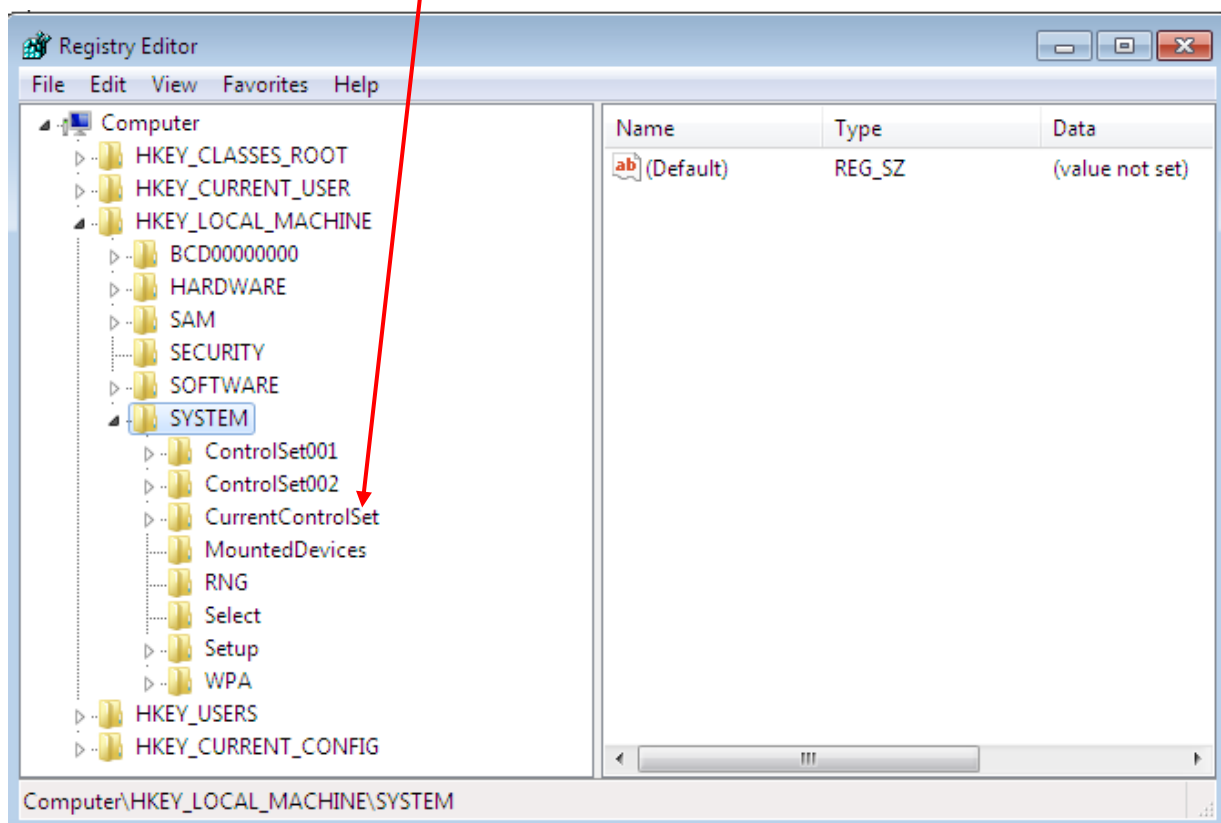 Registry Editor
File Edit View Favorites Help
Computer
HKEY_CLASSES_ROOT
HKEY_CURRENT_USER
HKEY_LOCAL_MACHINE
BCD00000000
HARDWARE
SAM
SECURITY
SOFTWARE
SYSTEM
ControlSet001
ControlSet002
CurrentControlSet
MountedDevices
RNG
Select
Setup
WPA
HKEY_USERS
HKEY_CURRENT_CONFIG
Name Type Data
ab (Default) REG_SZ (value not set)
Computer\HKEY_LOCAL_MACHINE\SYSTEM